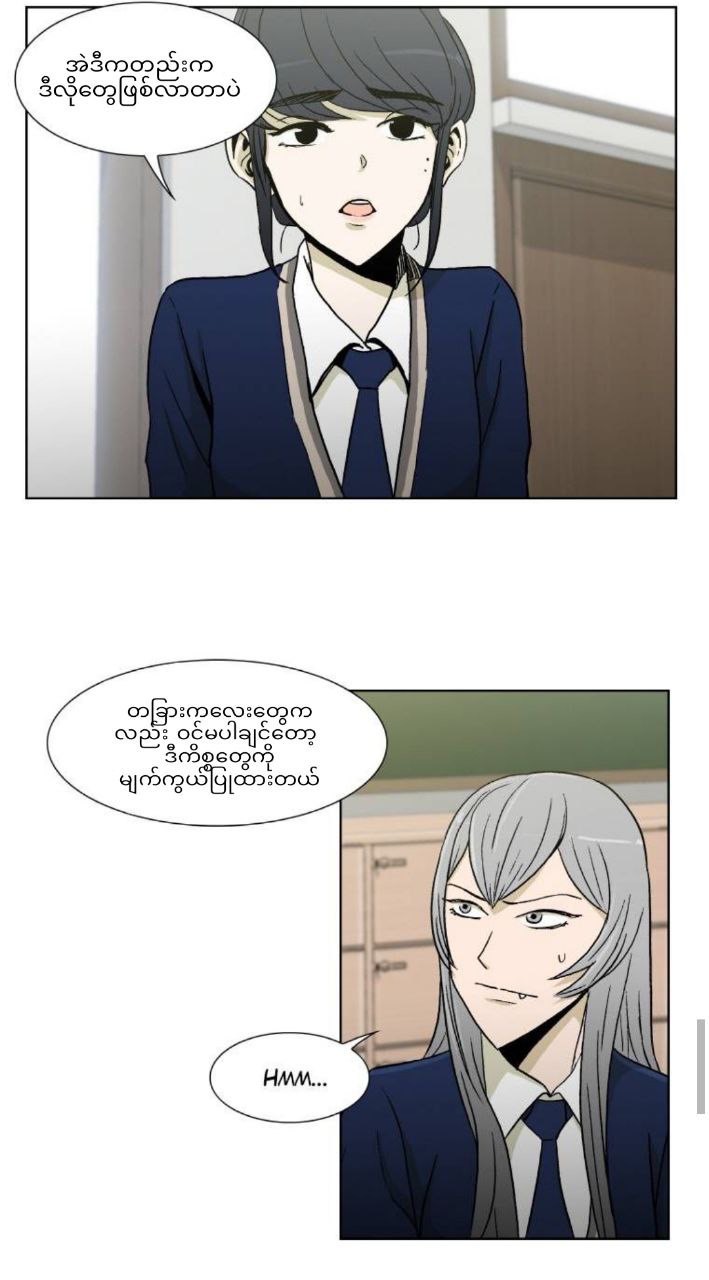 အဲဒီကတည်းက
ဒီလိုတွေဖြစ်လာတာပဲ
တခြားကလေးတွေက
လည်း ဝင်မပါချင်တော့
ဒီကိစ္စတွေကို
မျက်ကွယ်ပြုထားတယ်
HMM...